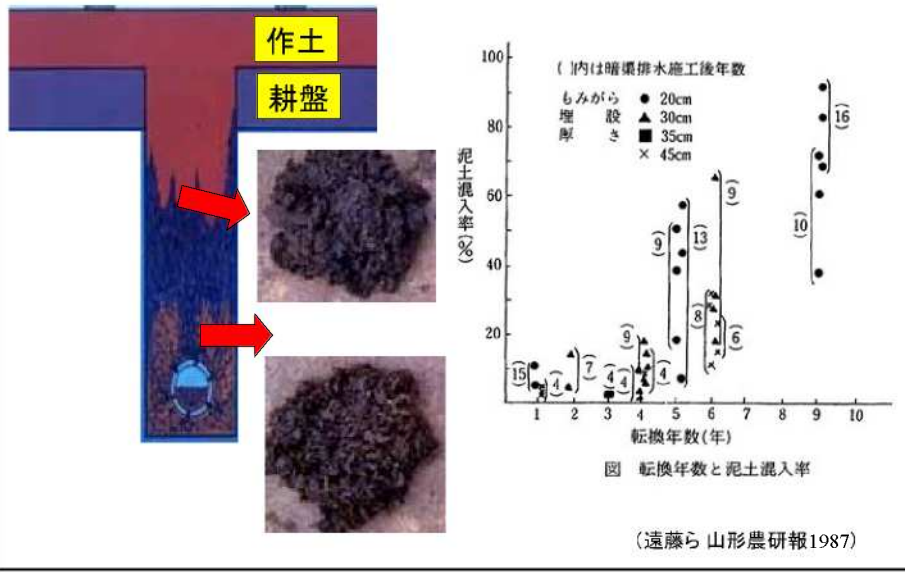 作土
耕盤
( )内は暗渠排水施工後年数
もみがら ● 20cm
埋設 ▲ 30cm
厚さ ■ 35cm
× 45cm
泥土混入率(%)
100
80
60
40
20
(15)
(4)
(7)
(4)
(9)
(4)
(4)
(9)
(13)
(8)
(9)
(6)
(10)
(16)
1 2 3 4 5 6 7 8 9 10
転換年数(年)
図 転換年数と泥土混入率
(遠藤ら 山形農研報1987)